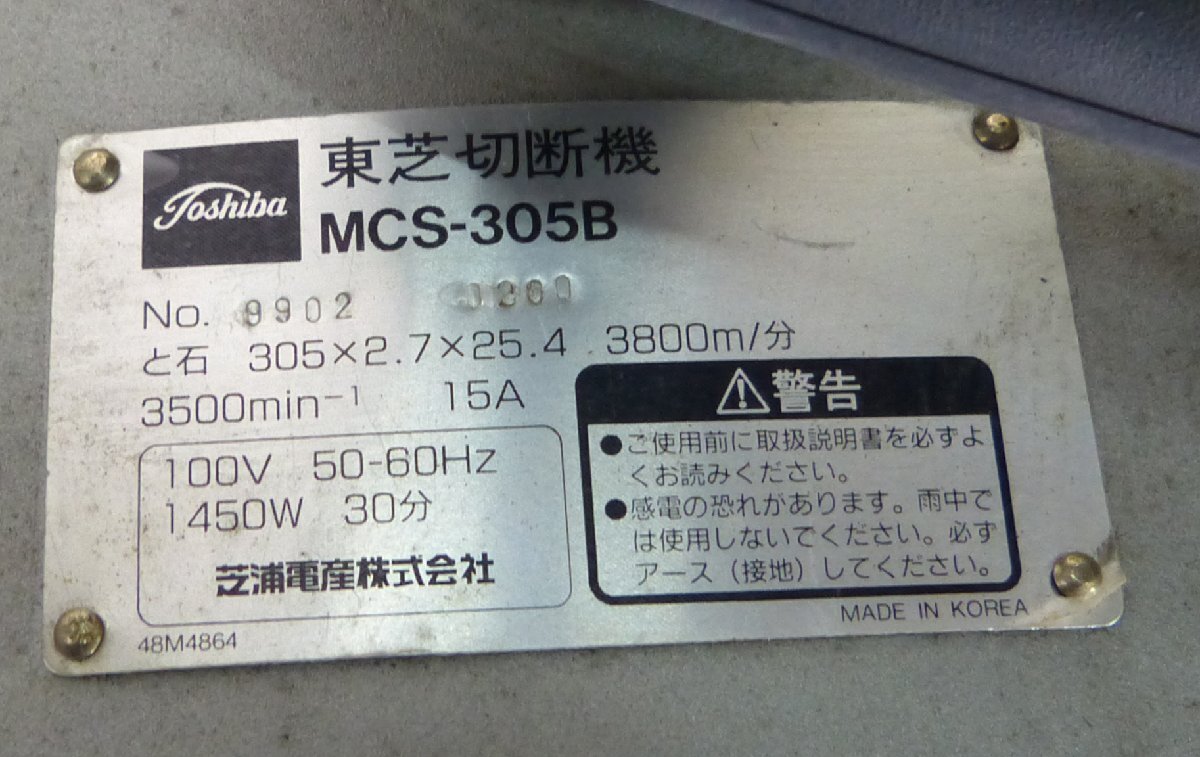 Toshiba
東芝切断機
MCS-305B
No. 9902 J200
と石 305×2.7×25.4 3800m/分
3500min⁻¹ 15A
100V 50-60Hz
1450W 30分
芝浦電産株式会社
48M4864
⚠警告
●ご使用前に取扱説明書を必ずよ
くお読みください。
●感電の恐れがあります。雨中で
は使用しないでください。必ず
アース（接地）してください。
MADE IN KOREA